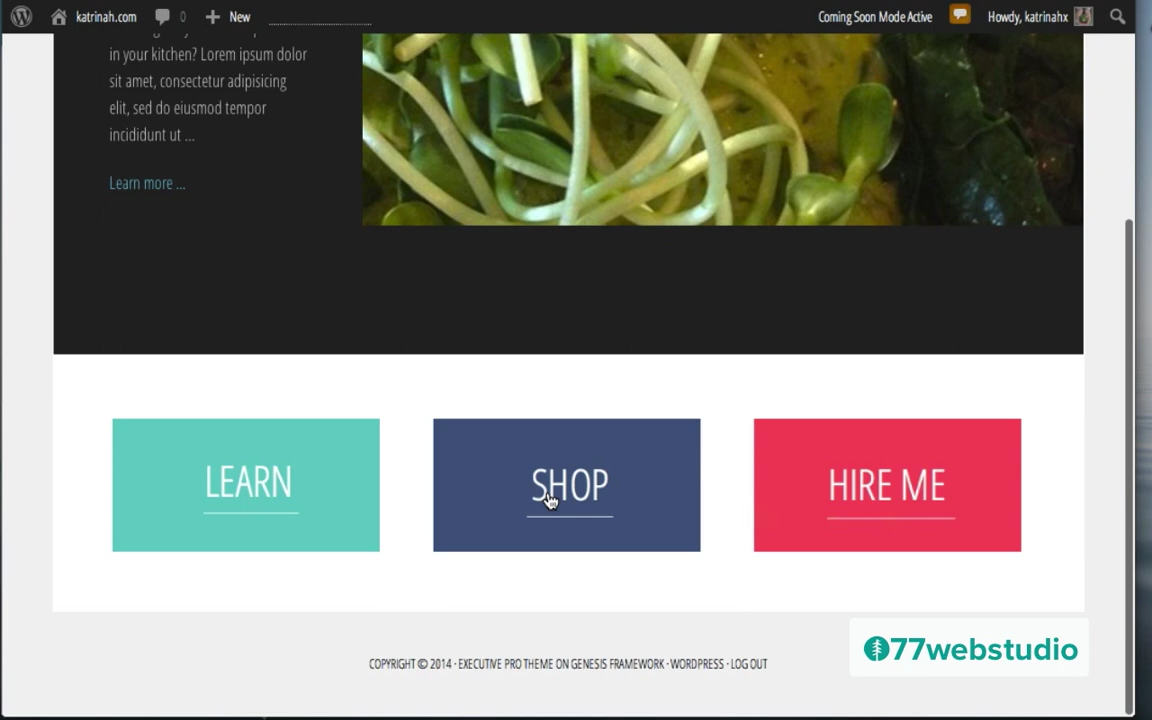 katrinah.com 0 New Coming Soon Mode Active Howdy, katrinahx
in your kitchen? Lorem ipsum dolor
sit amet, consectetur adipisicing
elit, sed do eiusmod tempor
incididunt ut ...
Learn more ...
LEARN SHOP HIRE ME
77webstudio
COPYRIGHT © 2014 · EXECUTIVE PRO THEME ON GENESIS FRAMEWORK · WORDPRESS · LOG OUT